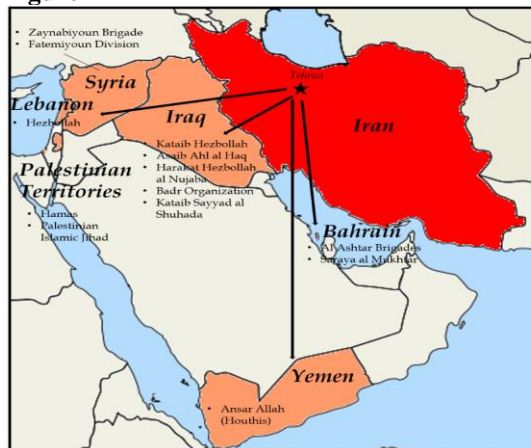 • Zaynabiyoun Brigade
• Fatemiyoun Division
Syria
Lebanon
• Hezbollah
Iraq
Kataib Hezbollah
• Asaib Ahl al Haq
• Harakat Hezbollah
al Nujaba
• Badr Organization
• Kataib Sayyad al
Shuhada
Tehran
Iran
Palestinian
Territories
• Hamas
• Palestinian
Islamic Jihad
Bahrain
• Al Ashtar Brigades
• Saraya al Mukhtar
Yemen
• Ansar Allah
(Houthis)